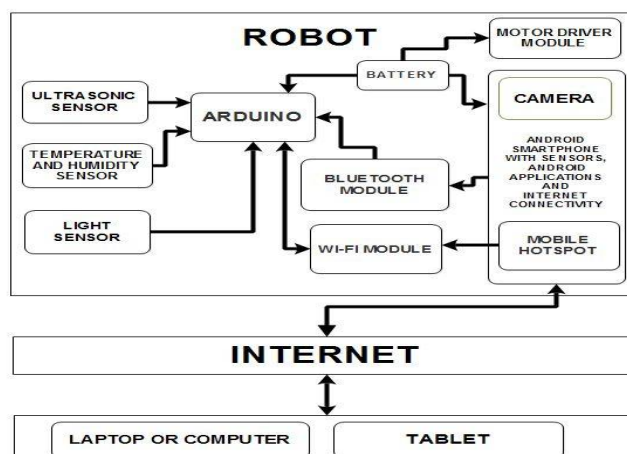 ROBOT
MOTOR DRIVER
MODULE
BATTERY
ULTRASONIC
SENSOR
ARDUINO
CAMERA
TEMPERATURE
AND HUMIDITY
SENSOR
BLUETOOTH
MODULE
ANDROID
SMARTPHONE
WITH SENSORS,
ANDROID
APPLICATIONS
AND
INTERNET
CONNECTIVITY
LIGHT
SENSOR
WI-FI MODULE
MOBILE
HOTSPOT
INTERNET
LAPTOP OR COMPUTER
TABLET